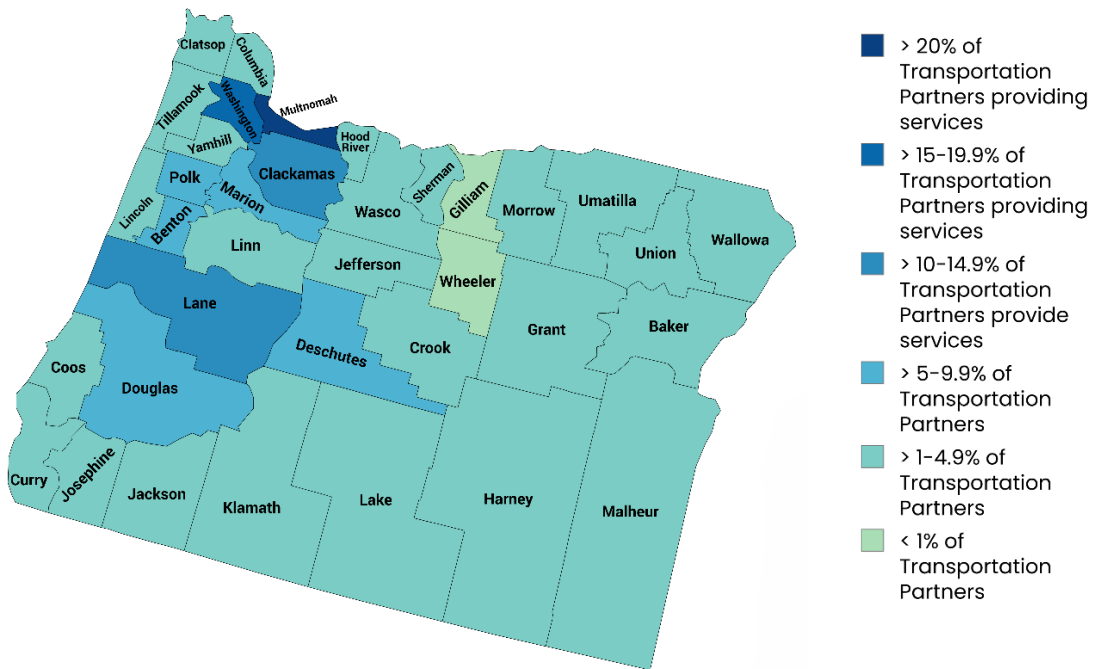 Clatsop
Columbia
Tillamook
Washington
Multnomah
Yamhill
Hood
River
Clackamas
Polk
Marion
Lincoln
Benton
Linn
Wasco
Sherman
Gilliam
Morrow
Umatilla
Union
Wallowa
Jefferson
Wheeler
Lane
Deschutes
Crook
Grant
Baker
Coos
Douglas
Curry
Josephine
Jackson
Klamath
Lake
Harney
Malheur
> 20% of
Transportation
Partners providing
services
> 15-19.9% of
Transportation
Partners providing
services
> 10-14.9% of
Transportation
Partners provide
services
> 5-9.9% of
Transportation
Partners
> 1-4.9% of
Transportation
Partners
< 1% of
Transportation
Partners